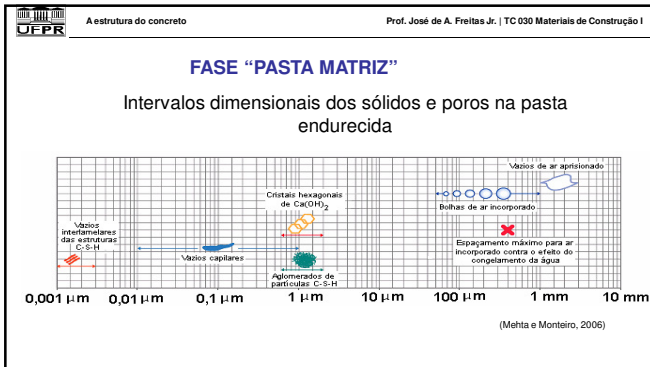 UFPR
A estrutura do concreto
Prof. José de A. Freitas Jr. | TC 030 Materiais de Construção I
FASE “PASTA MATRIZ”
Intervalos dimensionais dos sólidos e poros na pasta
endurecida
Vazios de ar aprisionado
Cristais hexagonais
de Ca(OH)2
Bolhas de ar incorporado
Vazios
interlamelares
das estruturas
C-S-H
Vazios capilares
Espaçamento máximo para ar
incorporado contra o efeito do
congelamento da água
Aglomerados de
partículas C-S-H
0,001 μm 0,01 μm 0,1 μm 1 μm 10 μm 100 μm 1 mm 10 mm
(Mehta e Monteiro, 2006)